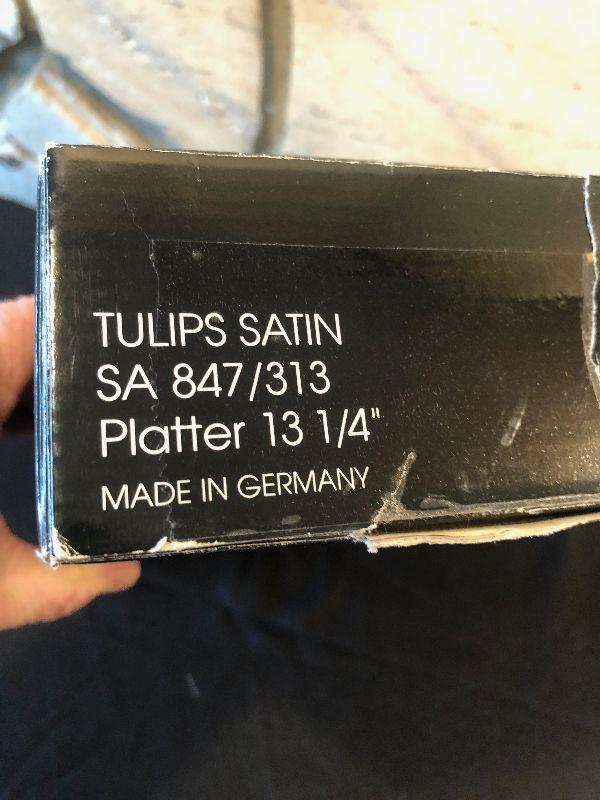 TULIPS SATIN
SA 847/313
Platter 13 1/4"
MADE IN GERMANY